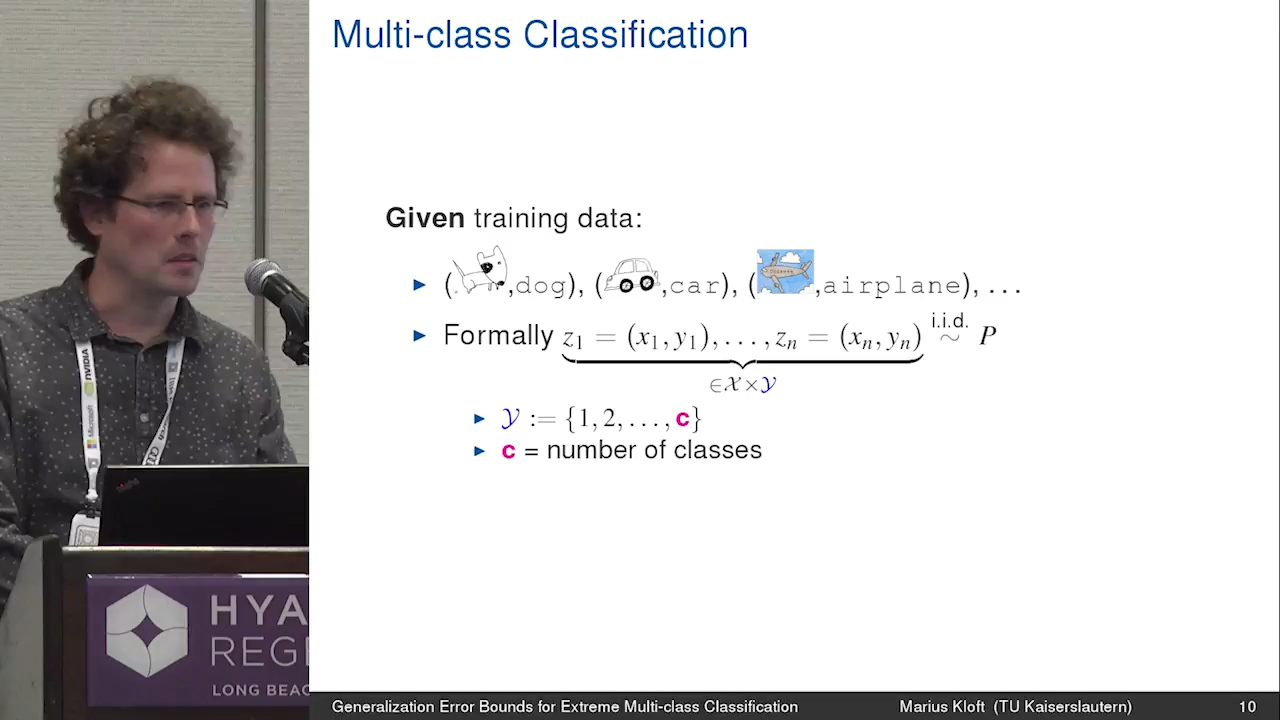 Multi-class Classification
Given training data:
( ,dog), ( ,car), ( ,airplane), ...
Formally z₁ = (x₁, y₁), ..., zₙ = (xₙ, yₙ) i.i.d. ∼ P
∈ 𝒳 × 𝒴
𝒴 := {1, 2, ..., c}
c = number of classes
NVIDIA
Microsoft
HYA
REGE
LONG BEAC
Generalization Error Bounds for Extreme Multi-class Classification Marius Kloft (TU Kaiserslautern) 10